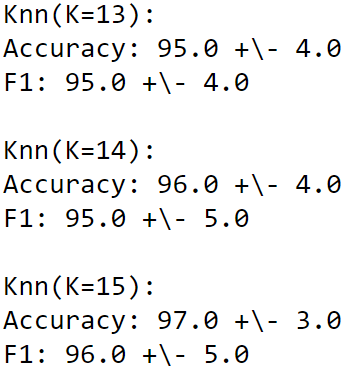 Knn(K=13):
Accuracy: 95.0 +\- 4.0
F1: 95.0 +\- 4.0
Knn(K=14):
Accuracy: 96.0 +\- 4.0
F1: 95.0 +\- 5.0
Knn(K=15):
Accuracy: 97.0 +\- 3.0
F1: 96.0 +\- 5.0